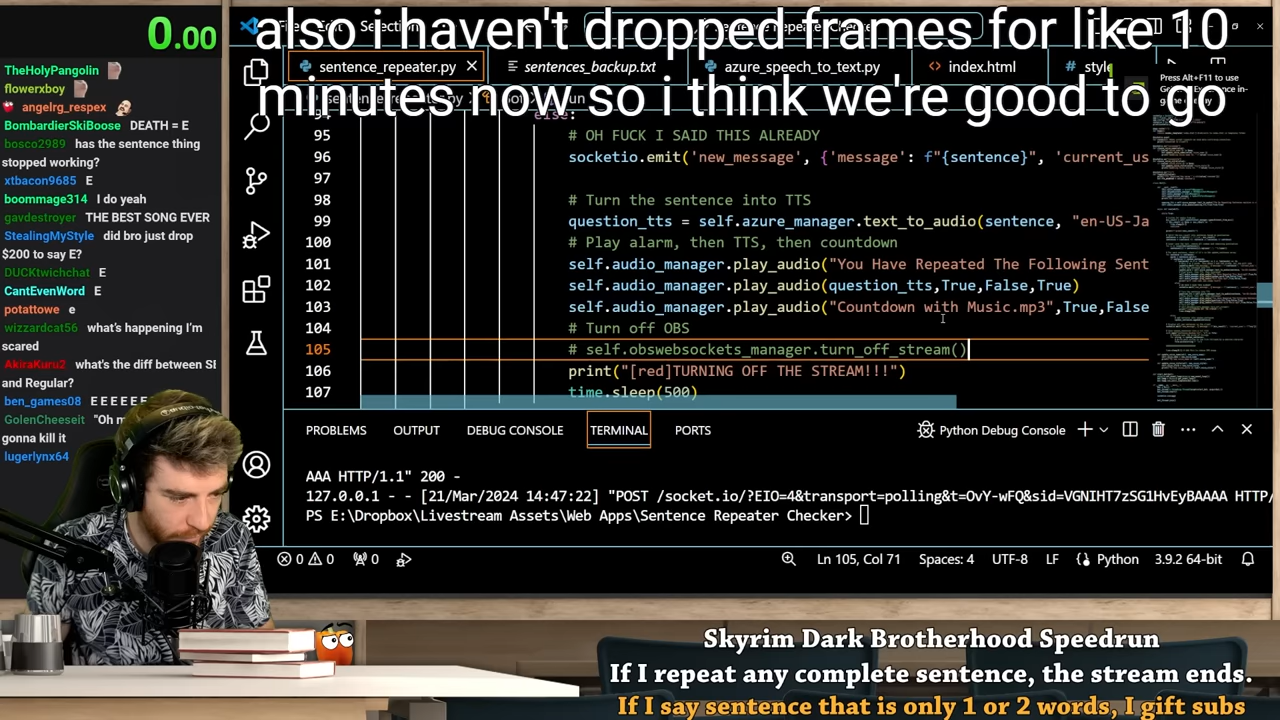 0.00
also i haven't dropped frames for like 10
minutes now so i think we're good to go
TheHolyPangolin
flowerxboy
angelrg_respex
BombardierSkiBoose DEATH = E
bosco2989 has the sentence thing
stopped working?
xtbacon9685 E
boommage314 I do yeah
gavdestroyer THE BEST SONG EVER
StealingMyStyle did bro just drop
$200 to say E?
DUCKtwichchat E
CantEvenWord E
potattowe e
wizzardcat56 what's happening I'm
scared
AkiraKuru2 what's the diff between SE
and Regular?
ben_games08 E E E E E E
GolenCheeseit "Oh m
gonna kill it
lugerlynx64
sentence_repeater.py
sentences_backup.txt
azure_speech_to_text.py
index.html
style
Press Alt+F11 to use
95 # OH FUCK I SAID THIS ALREADY
96 socketio.emit('new_message', {'message': f"{sentence}", 'current_us
97
98 # Turn the sentence into TTS
99 question_tts = self.azure_manager.text_to_audio(sentence, "en-US-Ja
100 # Play alarm, then TTS, then countdown
101 self.audio_manager.play_audio("You Have Repeated The Following Sent
102 self.audio_manager.play_audio(question_tts,True,False,True)
103 self.audio_manager.play_audio("Countdown with Music.mp3",True,False
104 # Turn off OBS
105 # self.obswebsockets_manager.turn_off_stream()
106 print("[red]TURNING OFF THE STREAM!!!")
107 time.sleep(500)
PROBLEMS OUTPUT DEBUG CONSOLE TERMINAL PORTS
Python Debug Console
AAA HTTP/1.1" 200 -
127.0.0.1 - - [21/Mar/2024 14:47:22] "POST /socket.io/?EIO=4&transport=polling&t=OvY-wFQ&sid=VGNIHT7zSG1HvEyBAAAA HTTP/
PS E:\Dropbox\Livestream Assets\Web Apps\Sentence Repeater Checker>
0 0 0 Ln 105, Col 71 Spaces: 4 UTF-8 LF Python 3.9.2 64-bit
Skyrim Dark Brotherhood Speedrun
If I repeat any complete sentence, the stream ends.
If I say sentence that is only 1 or 2 words, I gift subs